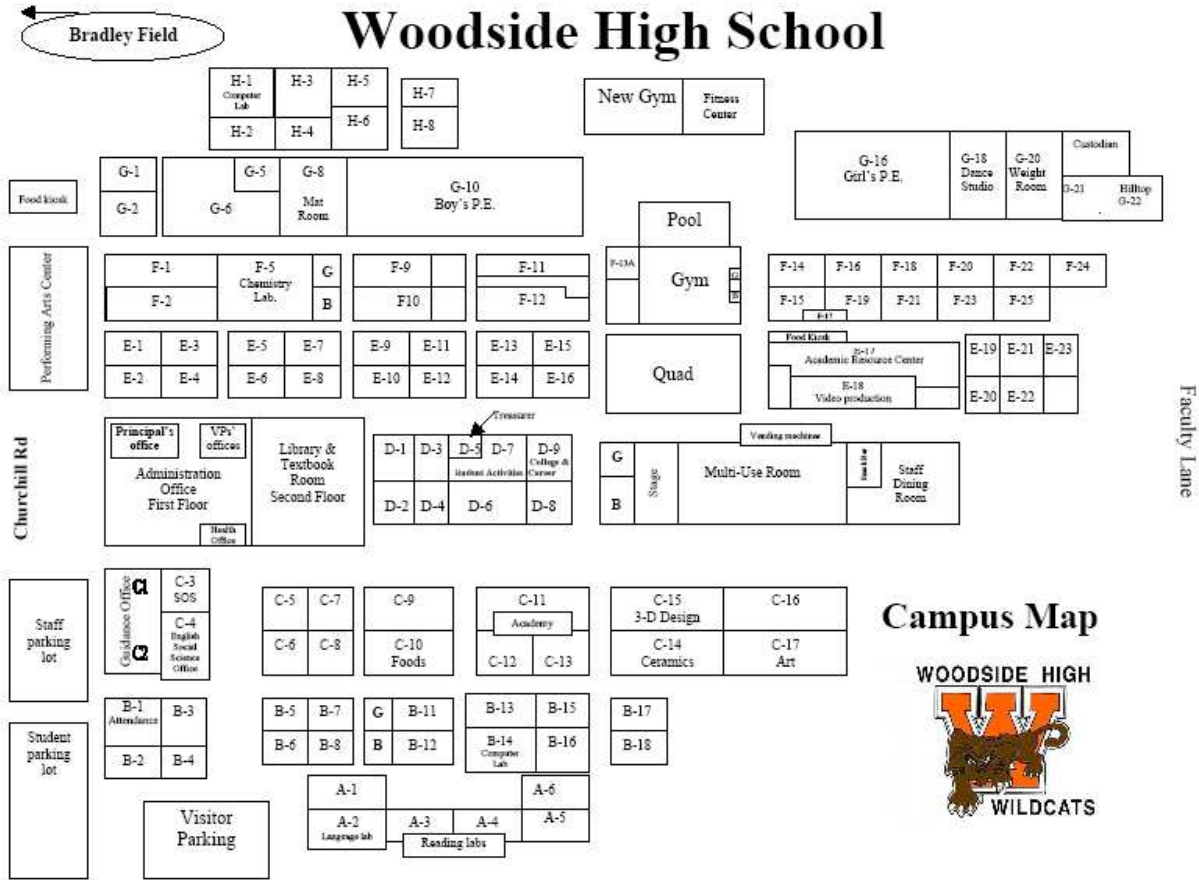 Bradley Field
Woodside High School
H-1
Computer
Lab
H-3
H-5
H-7
H-2
H-4
H-6
H-8
New Gym
Fitness
Center
G-1
G-2
G-5
G-6
G-8
Mat
Room
G-10
Boy's P.E.
G-16
Girl's P.E.
G-18
Dance
Studio
G-20
Weight
Room
Custodian
G-21
Hilltop
G-22
Food kiosk
Pool
Performing Arts Center
F-1
F-2
F-5
Chemistry
Lab.
G
B
F-9
F10
F-11
F-12
F-13A
Gym
G
B
F-14
F-16
F-18
F-20
F-22
F-24
F-15
F-19
F-21
F-23
F-25
E-1
E-3
E-5
E-7
E-9
E-11
E-13
E-15
E-2
E-4
E-6
E-8
E-10
E-12
E-14
E-16
Quad
Food Kiosk
E-17
Academic Resource Center
E-18
Video production
E-19
E-21
E-23
E-20
E-22
Faculty Lane
Churchill Rd
Principal's
office
VPs'
offices
Administration
Office
First Floor
Health
Office
Library &
Textbook
Room
Second Floor
Treasurer
D-1
D-3
D-5
D-7
D-9
College &
Career
Student Activities
D-2
D-4
D-6
D-8
G
B
Stage
Multi-Use Room
Vending machines
Staff
Dining
Room
Staff
parking
lot
Guidance Office
C1
C2
C-3
SOS
C-4
English
Social
Science
Office
C-5
C-7
C-6
C-8
C-9
C-10
Foods
C-11
Academy
C-12
C-13
C-15
3-D Design
C-16
C-14
Ceramics
C-17
Art
Campus Map
WOODSIDE HIGH
W
WILDCATS
Student
parking
lot
B-1
Attendance
B-3
B-2
B-4
B-5
B-7
B-6
B-8
G
B
B-11
B-12
B-13
B-15
B-14
Computer
Lab
B-16
B-17
B-18
Visitor
Parking
A-1
A-2
Language lab
A-3
A-4
Reading labs
A-6
A-5